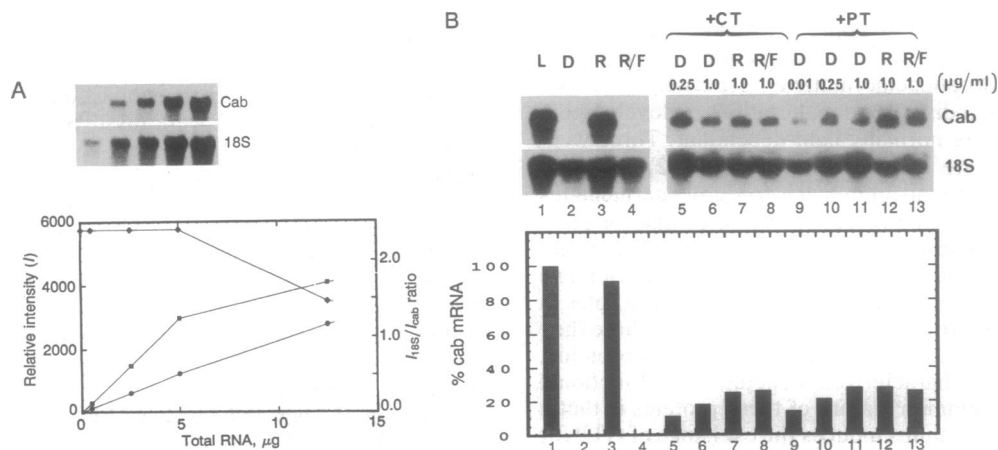 A
Cab
18S
6000
4000
2000
0
Relative intensity (I)
2.0
1.0
0.0
I18S/Icab ratio
0 5 10 15
Total RNA, μg
B
+CT +PT
L D R R/F D D R R/F D D D R R/F
0.25 1.0 1.0 1.0 0.01 0.25 1.0 1.0 1.0 (μg/ml)
Cab
18S
1 2 3 4 5 6 7 8 9 10 11 12 13
100
80
60
40
20
0
% cab mRNA
1 2 3 4 5 6 7 8 9 10 11 12 13